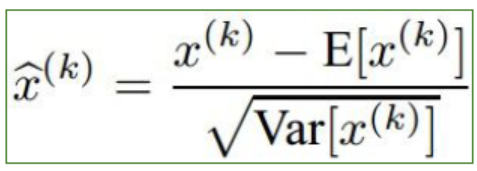 x̂^(k) = (x^(k) − E[x^(k)]) / √(Var[x^(k)])